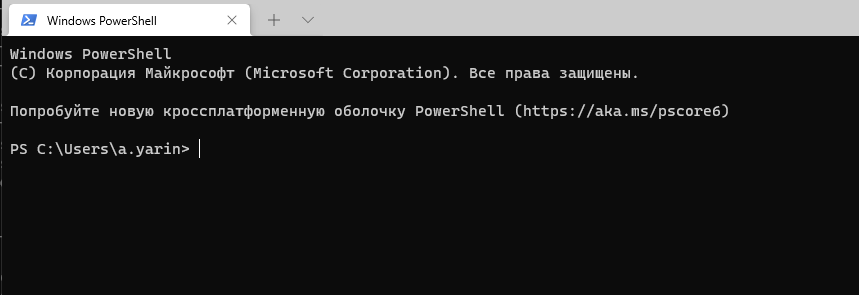 Windows PowerShell
Windows PowerShell
(C) Корпорация Майкрософт (Microsoft Corporation). Все права защищены.
Попробуйте новую кроссплатформенную оболочку PowerShell (https://aka.ms/pscore6)
PS C:\Users\a.yarin>